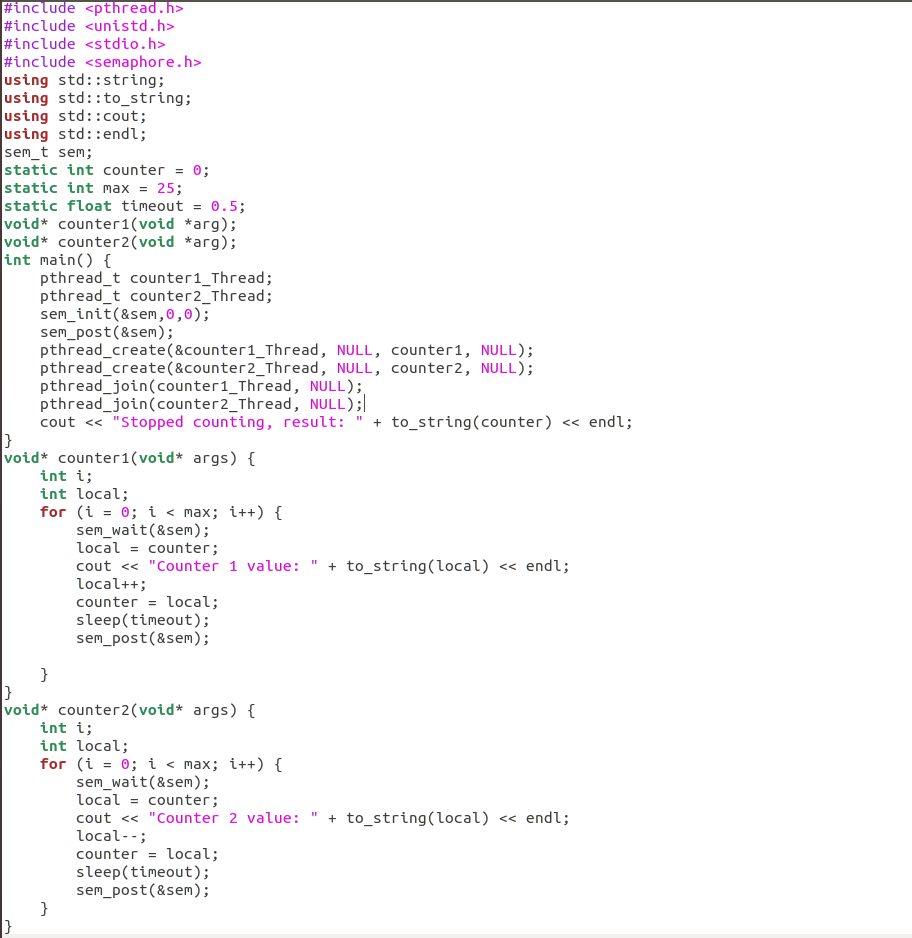 #include <pthread.h>
#include <unistd.h>
#include <stdio.h>
#include <semaphore.h>
using std::string;
using std::to_string;
using std::cout;
using std::endl;
sem_t sem;
static int counter = 0;
static int max = 25;
static float timeout = 0.5;
void* counter1(void *arg);
void* counter2(void *arg);
int main() {
    pthread_t counter1_Thread;
    pthread_t counter2_Thread;
    sem_init(&sem,0,0);
    sem_post(&sem);
    pthread_create(&counter1_Thread, NULL, counter1, NULL);
    pthread_create(&counter2_Thread, NULL, counter2, NULL);
    pthread_join(counter1_Thread, NULL);
    pthread_join(counter2_Thread, NULL);
    cout << "Stopped counting, result: " + to_string(counter) << endl;
}
void* counter1(void* args) {
    int i;
    int local;
    for (i = 0; i < max; i++) {
        sem_wait(&sem);
        local = counter;
        cout << "Counter 1 value: " + to_string(local) << endl;
        local++;
        counter = local;
        sleep(timeout);
        sem_post(&sem);

    }
}
void* counter2(void* args) {
    int i;
    int local;
    for (i = 0; i < max; i++) {
        sem_wait(&sem);
        local = counter;
        cout << "Counter 2 value: " + to_string(local) << endl;
        local--;
        counter = local;
        sleep(timeout);
        sem_post(&sem);
    }
}